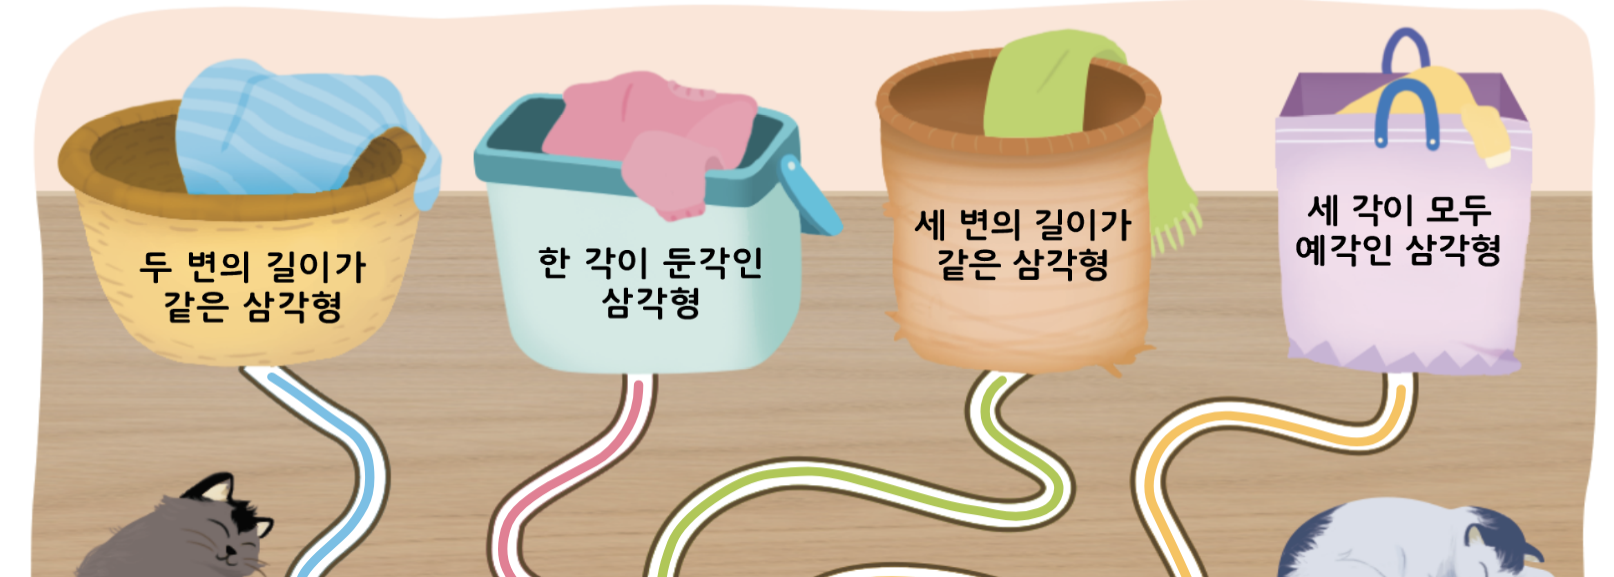 두 변의 길이가
같은 삼각형
한 각이 둔각인
삼각형
세 변의 길이가
같은 삼각형
세 각이 모두
예각인 삼각형